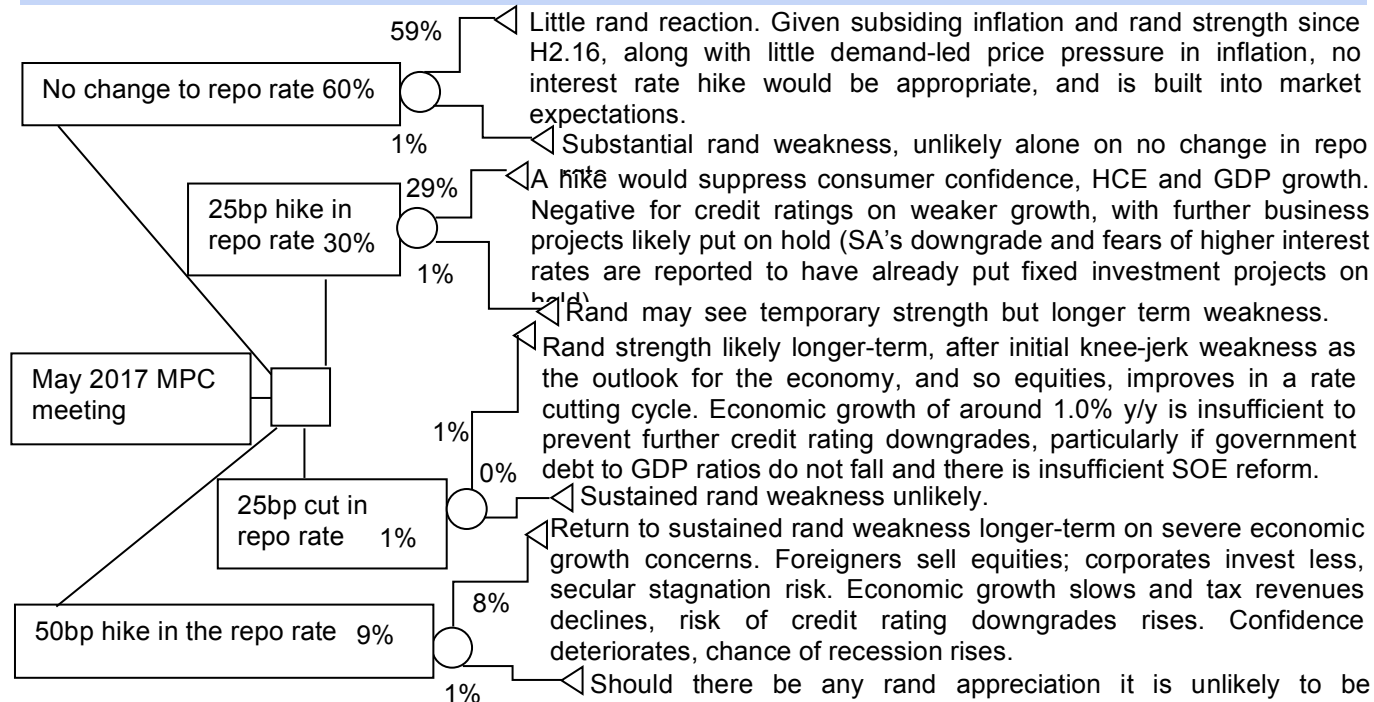 59%
Little rand reaction. Given subsiding inflation and rand strength since
H2.16, along with little demand-led price pressure in inflation, no
interest rate hike would be appropriate, and is built into market
expectations.
No change to repo rate 60%
1%
Substantial rand weakness, unlikely alone on no change in repo
29%
A hike would suppress consumer confidence, HCE and GDP growth.
Negative for credit ratings on weaker growth, with further business
projects likely put on hold (SA's downgrade and fears of higher interest
rates are reported to have already put fixed investment projects on
hold)
25bp hike in
repo rate 30%
1%
Rand may see temporary strength but longer term weakness.
Rand strength likely longer-term, after initial knee-jerk weakness as
the outlook for the economy, and so equities, improves in a rate
cutting cycle. Economic growth of around 1.0% y/y is insufficient to
prevent further credit rating downgrades, particularly if government
debt to GDP ratios do not fall and there is insufficient SOE reform.
May 2017 MPC
meeting
1%
0%
Sustained rand weakness unlikely.
25bp cut in
repo rate 1%
Return to sustained rand weakness longer-term on severe economic
growth concerns. Foreigners sell equities; corporates invest less,
secular stagnation risk. Economic growth slows and tax revenues
declines, risk of credit rating downgrades rises. Confidence
deteriorates, chance of recession rises.
8%
50bp hike in the repo rate 9%
1%
Should there be any rand appreciation it is unlikely to be